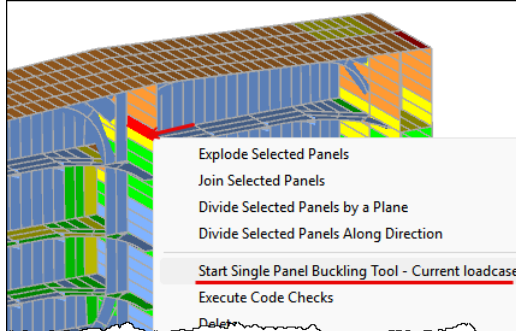 Explode Selected Panels
Join Selected Panels
Divide Selected Panels by a Plane
Divide Selected Panels Along Direction
Start Single Panel Buckling Tool - Current loadcase
Execute Code Checks
Delete